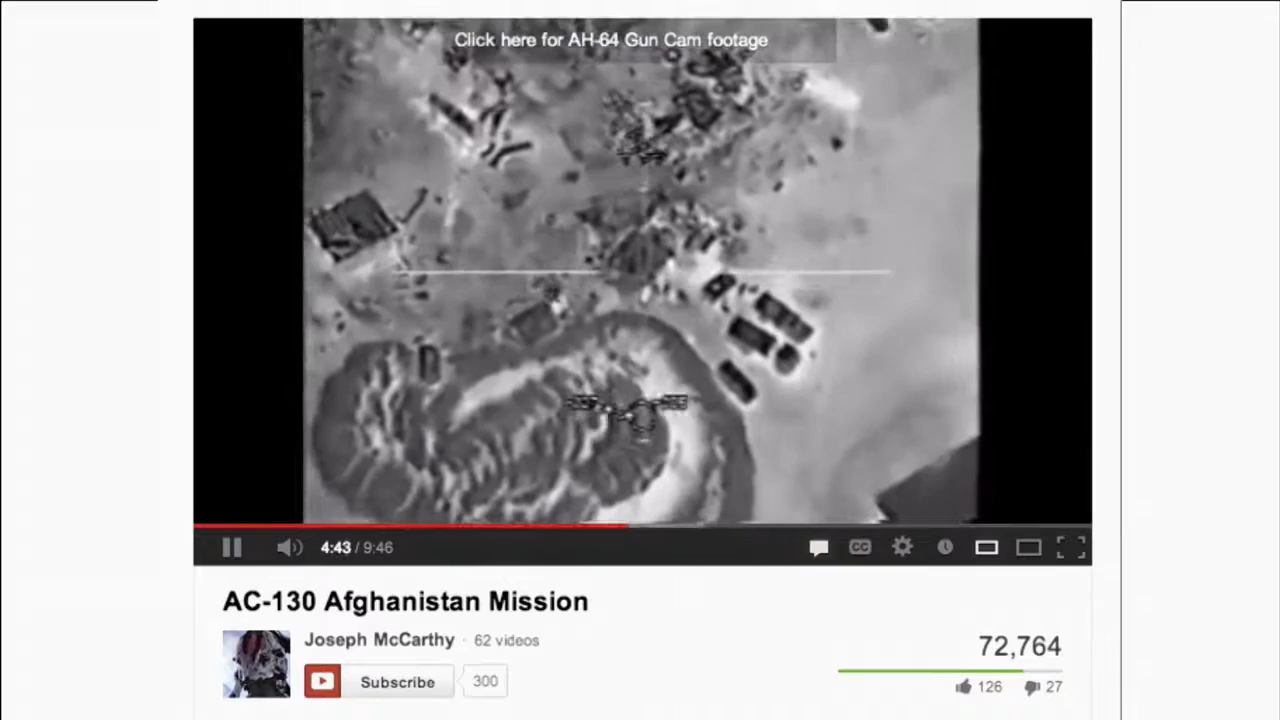 Click here for AH-64 Gun Cam footage
4:43 / 9:46
CC
AC-130 Afghanistan Mission
Joseph McCarthy · 62 videos
72,764
Subscribe 300
126 27